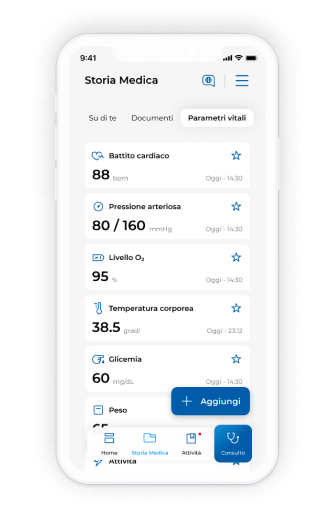 9:41
Storia Medica
Su di te Documenti Parametri vitali
Battito cardiaco
88 bpm Oggi - 14:30
Pressione arteriosa
80 / 160 mmHg Oggi - 14:30
Livello O₂
95 % Oggi - 14:30
Temperatura corporea
38.5 gradi Oggi - 23:12
Glicemia
60 mg/dL Oggi - 14:30
Aggiungi
Peso
Home Storia Medica Attività Consulto
Attività